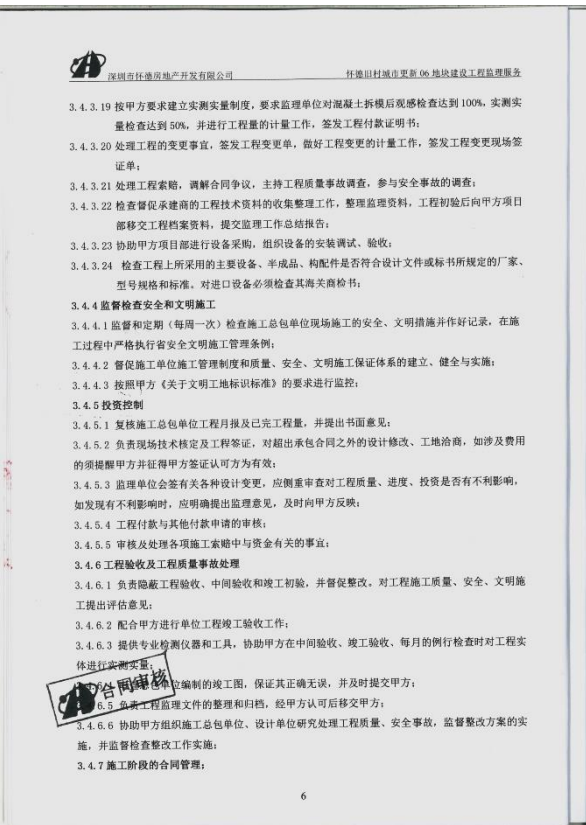 深圳市怀德房地产开发有限公司 怀德旧村城市更新 06 地块建设工程监理服务
3.4.3.19 按甲方要求建立实测实量制度，要求监理单位对混凝土拆模后观感检查达到 100%，实测实
量检查达到 50%，并进行工程量的计量工作，签发工程付款证明书；
3.4.3.20 处理工程的变更事宜，签发工程变更单，做好工程变更的计量工作，签发工程变更现场签
证单；
3.4.3.21 处理工程索赔，调解合同争议，主持工程质量事故调查，参与安全事故的调查；
3.4.3.22 检查督促承建商的工程技术资料的收集整理工作，整理监理资料，工程初验后向甲方项目
部移交工程档案资料，提交监理工作总结报告；
3.4.3.23 协助甲方项目部进行设备采购，组织设备的安装调试、验收；
3.4.3.24 检查工程上所采用的主要设备、半成品、构配件是否符合设计文件或标书所规定的厂家、
型号规格和标准。对进口设备必须检查其海关商检书；
3.4.4 监督检查安全和文明施工
3.4.4.1 监督和定期（每周一次）检查施工总包单位现场施工的安全、文明措施并作好记录，在施
工过程中严格执行省安全文明施工管理条例；
3.4.4.2 督促施工单位施工管理制度和质量、安全、文明施工保证体系的建立、健全与实施；
3.4.4.3 按照甲方《关于文明工地标识标准》的要求进行监控；
3.4.5 投资控制
3.4.5.1 复核施工总包单位工程月报及已完工程量，并提出书面意见；
3.4.5.2 负责现场技术核定及工程签证，对超出承包合同之外的设计修改、工地洽商，如涉及费用
的须提醒甲方并征得甲方签证认可方为有效；
3.4.5.3 监理单位会签有关各种设计变更，应侧重审查对工程质量、进度、投资是否有不利影响，
如发现有不利影响时，应明确提出监理意见，及时向甲方反映；
3.4.5.4 工程付款与其他付款申请的审核；
3.4.5.5 审核及处理各项施工索赔中与资金有关的事宜；
3.4.6 工程验收及工程质量事故处理
3.4.6.1 负责隐蔽工程验收、中间验收和竣工初验，并督促整改。对工程施工质量、安全、文明施
工提出评估意见；
3.4.6.2 配合甲方进行单位工程竣工验收工作；
3.4.6.3 提供专业检测仪器和工具，协助甲方在中间验收、竣工验收、每月的例行检查时对工程实
体进行实测实量；
合同审核
单位编制的竣工图，保证其正确无误，并及时提交甲方；
6.5 负责工程监理文件的整理和归档，经甲方认可后移交甲方；
3.4.6.6 协助甲方组织施工总包单位、设计单位研究处理工程质量、安全事故，监督整改方案的实
施，并监督检查整改工作实施；
3.4.7 施工阶段的合同管理；
6